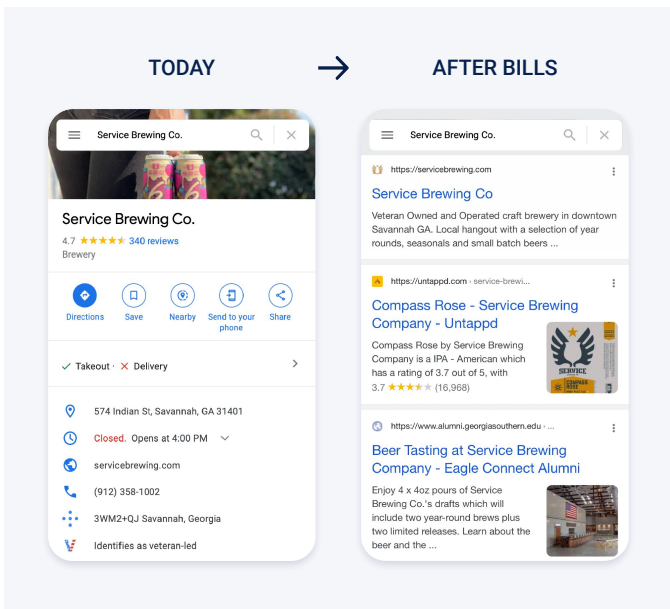 TODAY → AFTER BILLS
Service Brewing Co.
Service Brewing Co.
4.7 ★★★★★ 340 reviews
Brewery
Directions
Save
Nearby
Send to your
phone
Share
✓ Takeout · ✕ Delivery
574 Indian St, Savannah, GA 31401
Closed. Opens at 4:00 PM
servicebrewing.com
(912) 358-1002
3WM2+QJ Savannah, Georgia
Identifies as veteran-led
Service Brewing Co.
https://servicebrewing.com
Service Brewing Co
Veteran Owned and Operated craft brewery in downtown
Savannah GA. Local hangout with a selection of year
rounds, seasonals and small batch beers ...
https://untappd.com › service-brewi...
Compass Rose - Service Brewing
Company - Untappd
Compass Rose by Service Brewing
Company is a IPA - American which
has a rating of 3.7 out of 5, with
3.7 ★★★★★ (16,968)
SERVICE
COMPASS
ROSE
https://www.alumni.georgiasouthern.edu › ...
Beer Tasting at Service Brewing
Company - Eagle Connect Alumni
Enjoy 4 x 4oz pours of Service
Brewing Co.'s drafts which will
include two year-round brews plus
two limited releases. Learn about the
beer and the ...